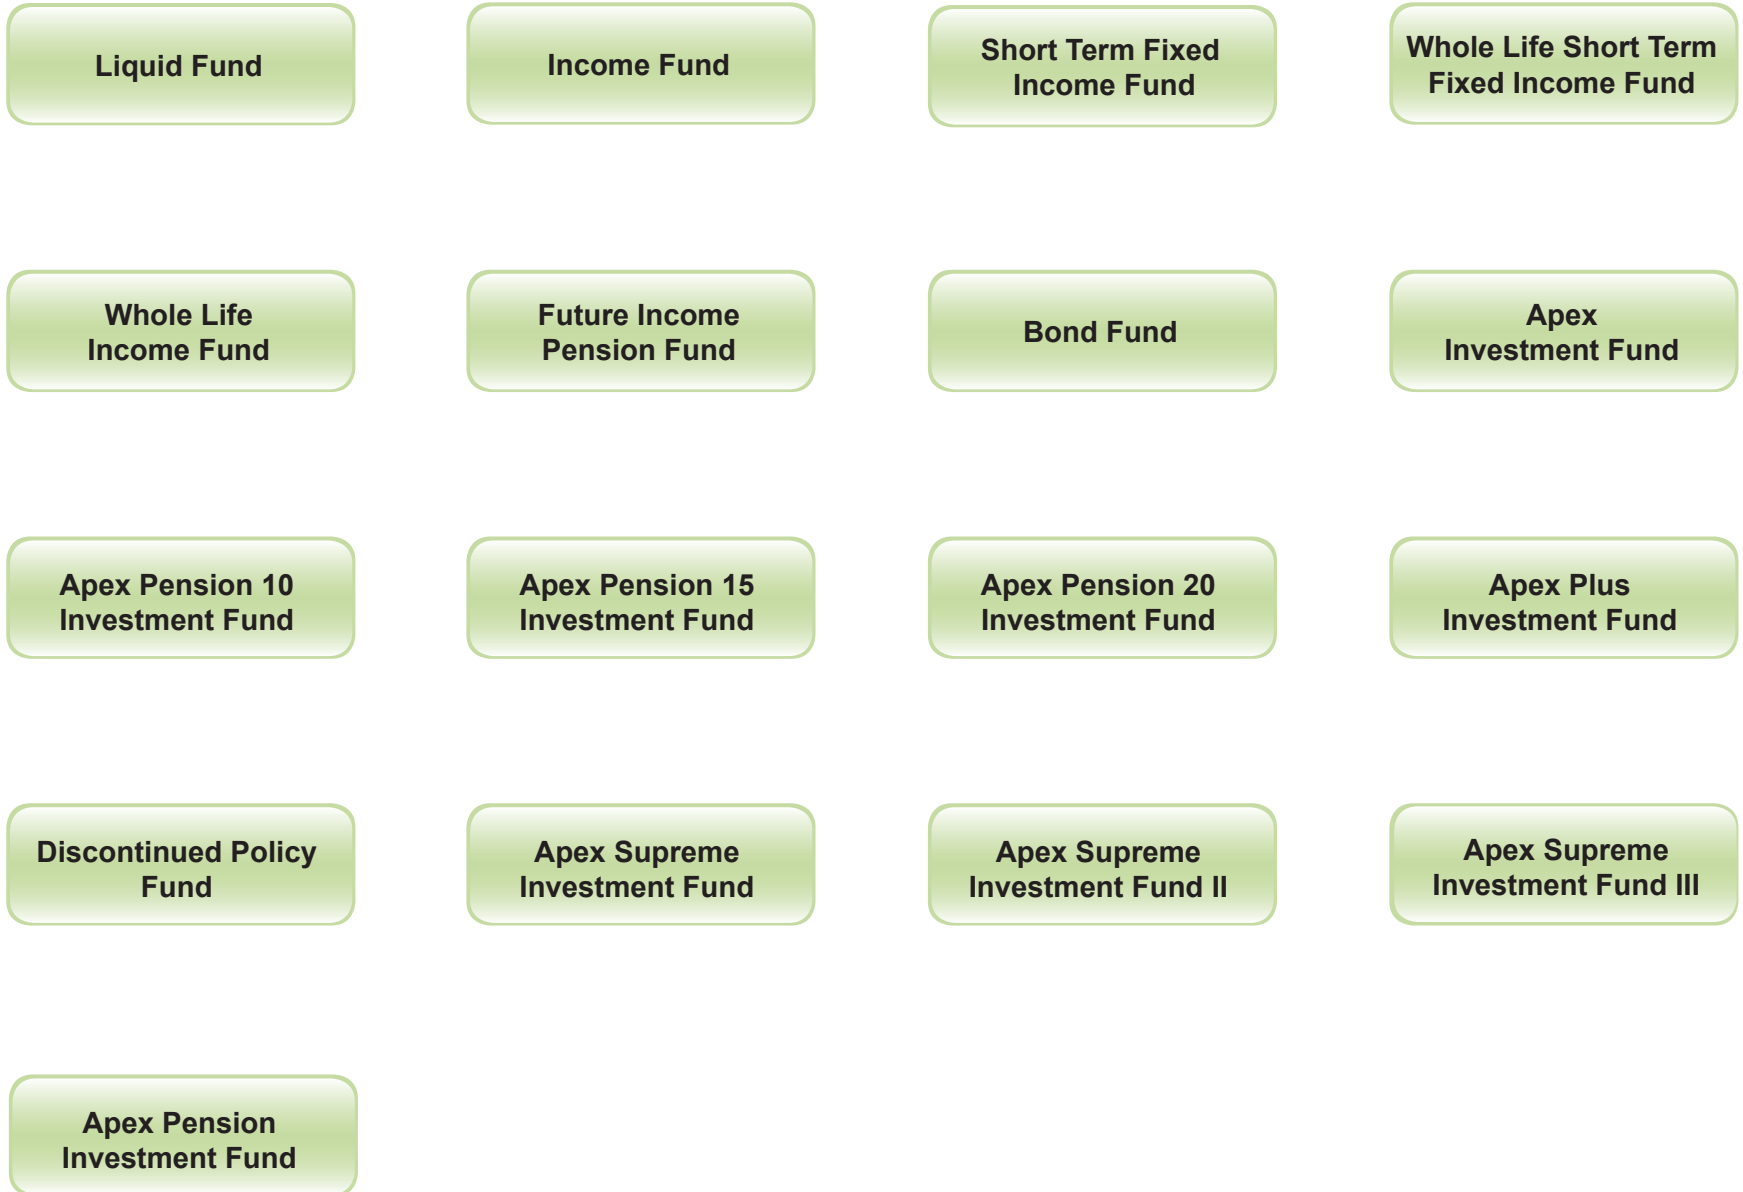 Liquid Fund
Income Fund
Short Term Fixed
Income Fund
Whole Life Short Term
Fixed Income Fund
Whole Life
Income Fund
Future Income
Pension Fund
Bond Fund
Apex
Investment Fund
Apex Pension 10
Investment Fund
Apex Pension 15
Investment Fund
Apex Pension 20
Investment Fund
Apex Plus
Investment Fund
Discontinued Policy
Fund
Apex Supreme
Investment Fund
Apex Supreme
Investment Fund II
Apex Supreme
Investment Fund III
Apex Pension
Investment Fund